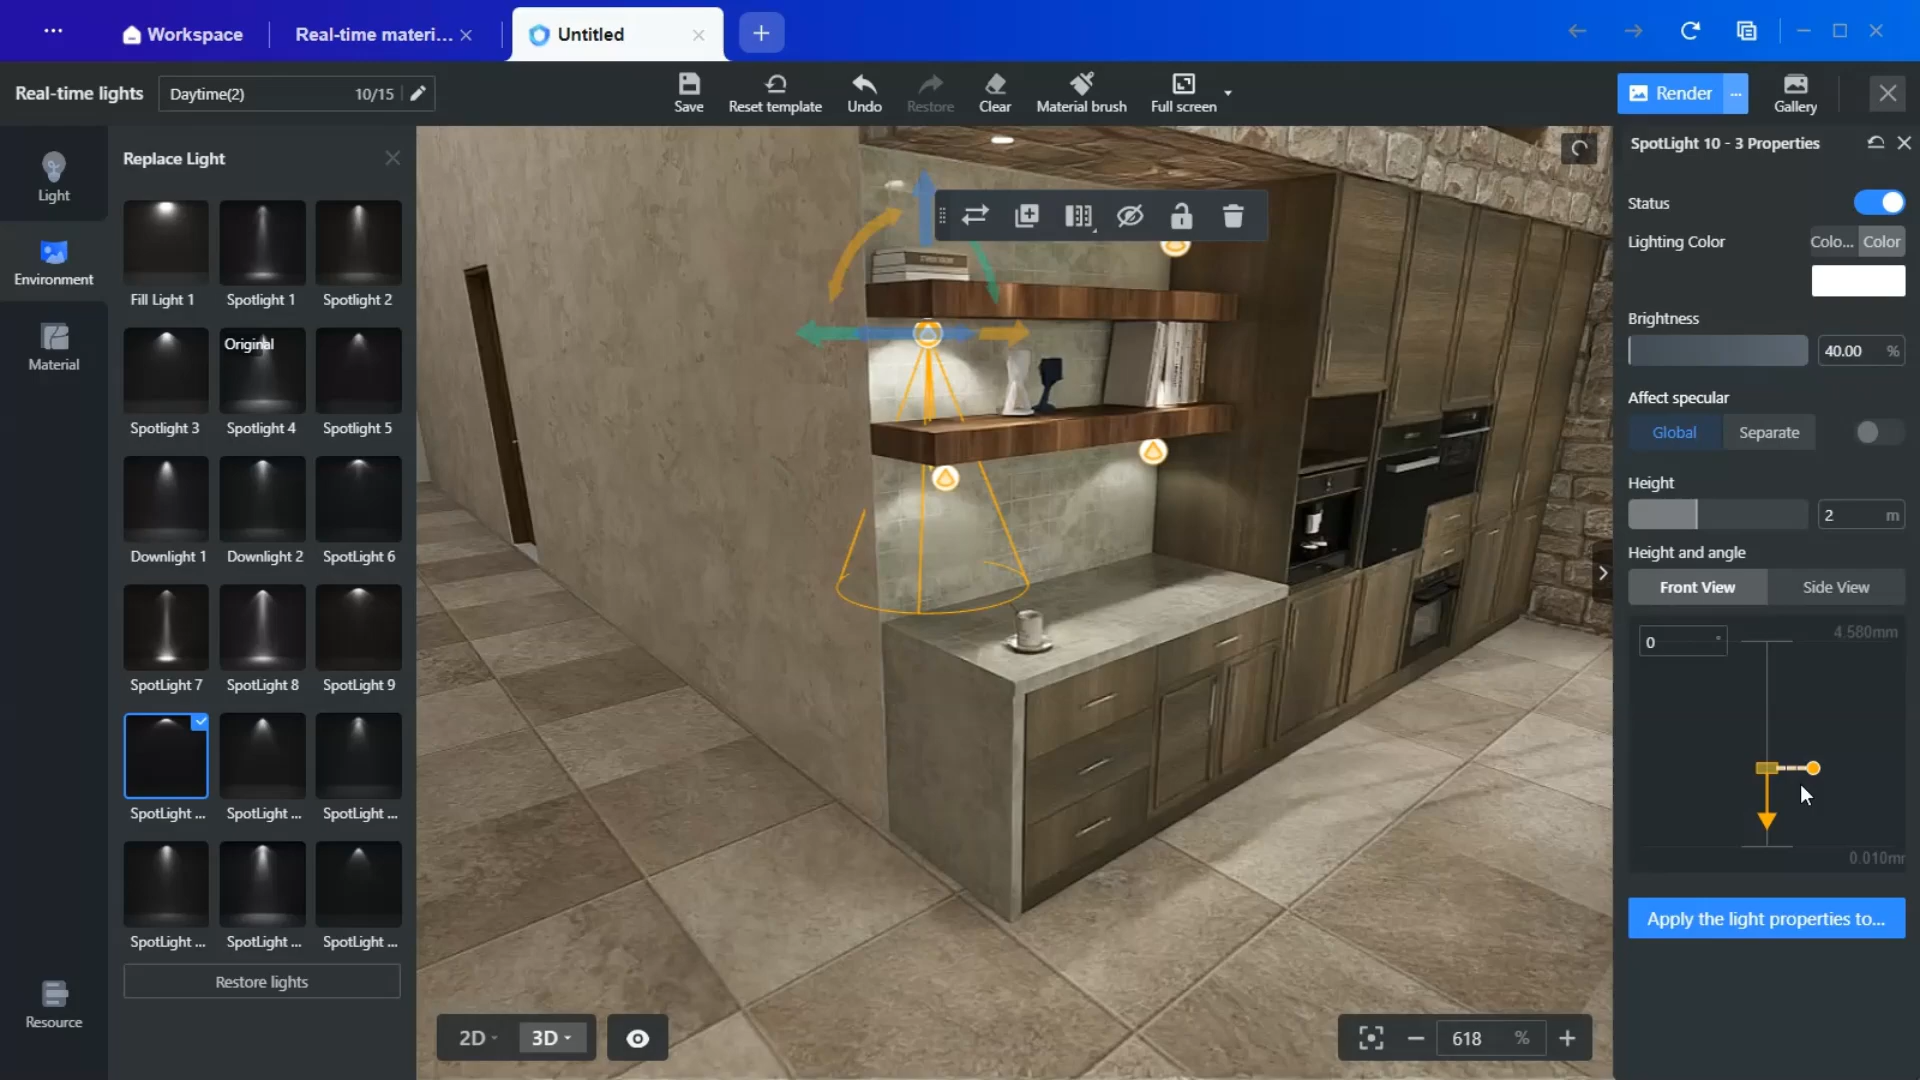 Workspace
Real-time materi...
Untitled
Real-time lights
Daytime(2) 10/15
Save
Reset template
Undo
Restore
Clear
Material brush
Full screen
Render
Gallery
Light
Environment
Material
Resource
Replace Light
Fill Light 1
Spotlight 1
Spotlight 2
Original
Spotlight 3
Spotlight 4
Spotlight 5
Downlight 1
Downlight 2
SpotLight 6
SpotLight 7
SpotLight 8
SpotLight 9
SpotLight ...
SpotLight ...
SpotLight ...
SpotLight ...
SpotLight ...
SpotLight ...
Restore lights
2D
3D
618 %
SpotLight 10 - 3 Properties
Status
Lighting Color
Colo...
Color
Brightness
40.00 %
Affect specular
Global
Separate
Height
2 m
Height and angle
Front View
Side View
0 °
4.580mm
0.010mm
Apply the light properties to...